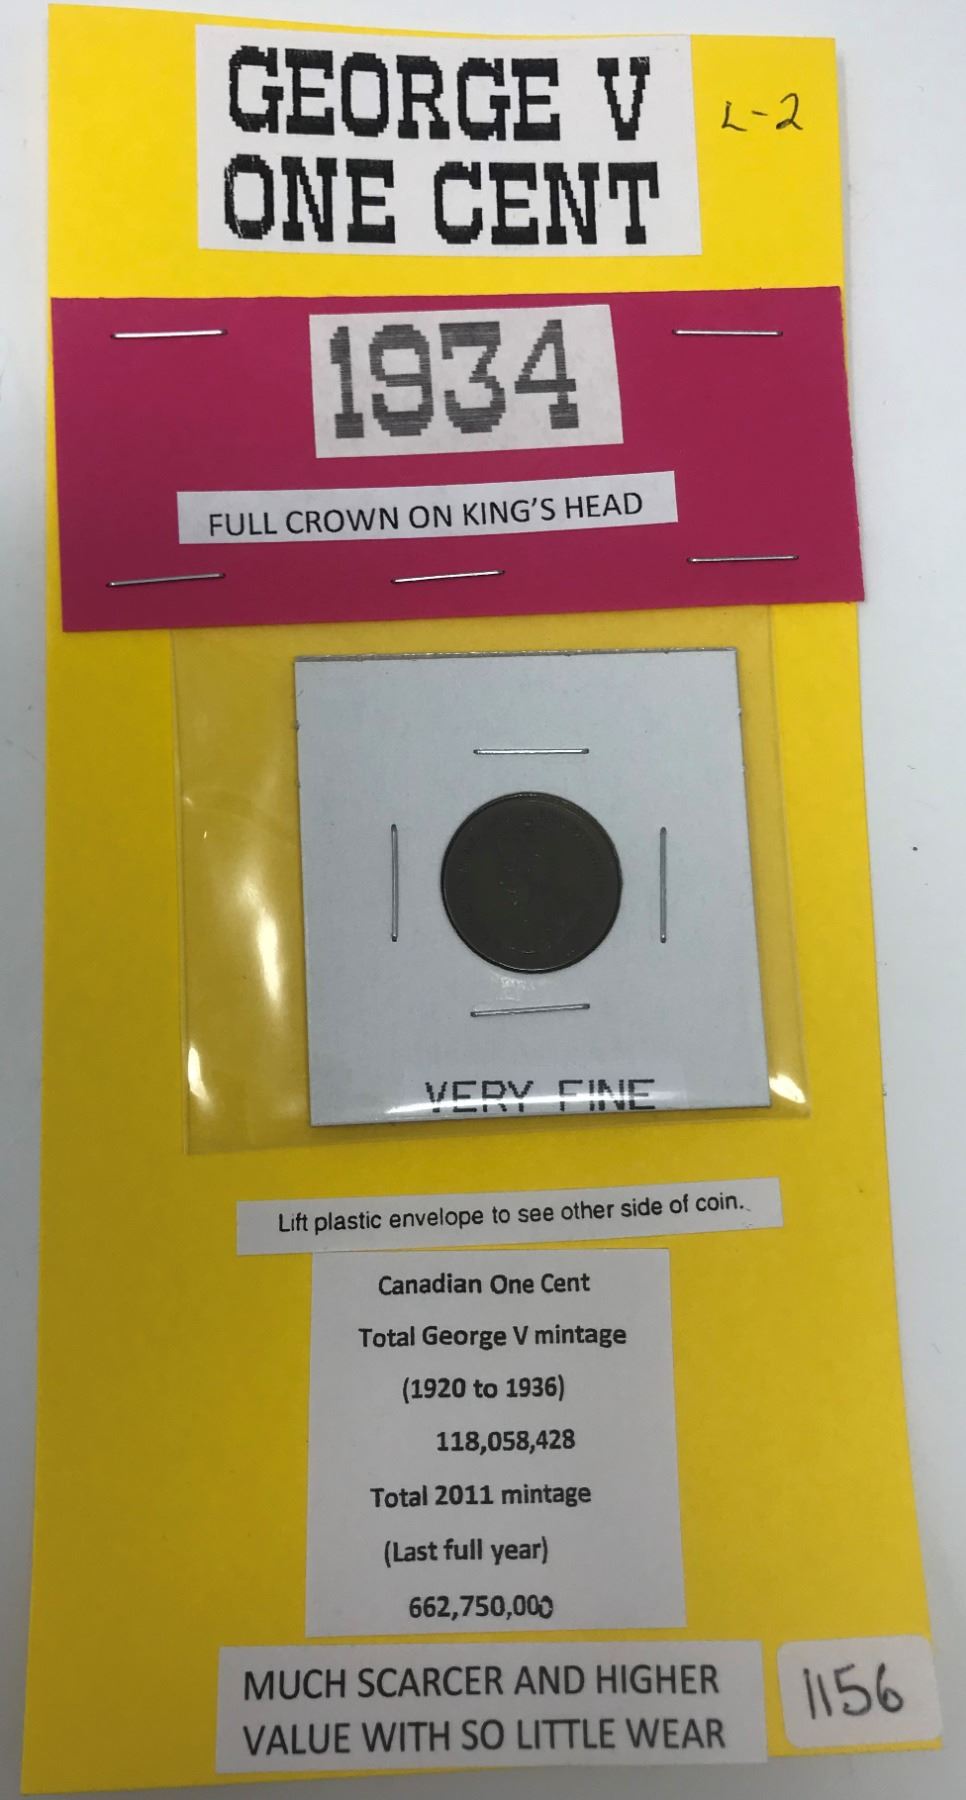 GEORGE V
ONE CENT
L-2
1934
FULL CROWN ON KING'S HEAD
VERY FINE
Lift plastic envelope to see other side of coin.
Canadian One Cent
Total George V mintage
(1920 to 1936)
118,058,428
Total 2011 mintage
(Last full year)
662,750,000
MUCH SCARCER AND HIGHER
VALUE WITH SO LITTLE WEAR
1156